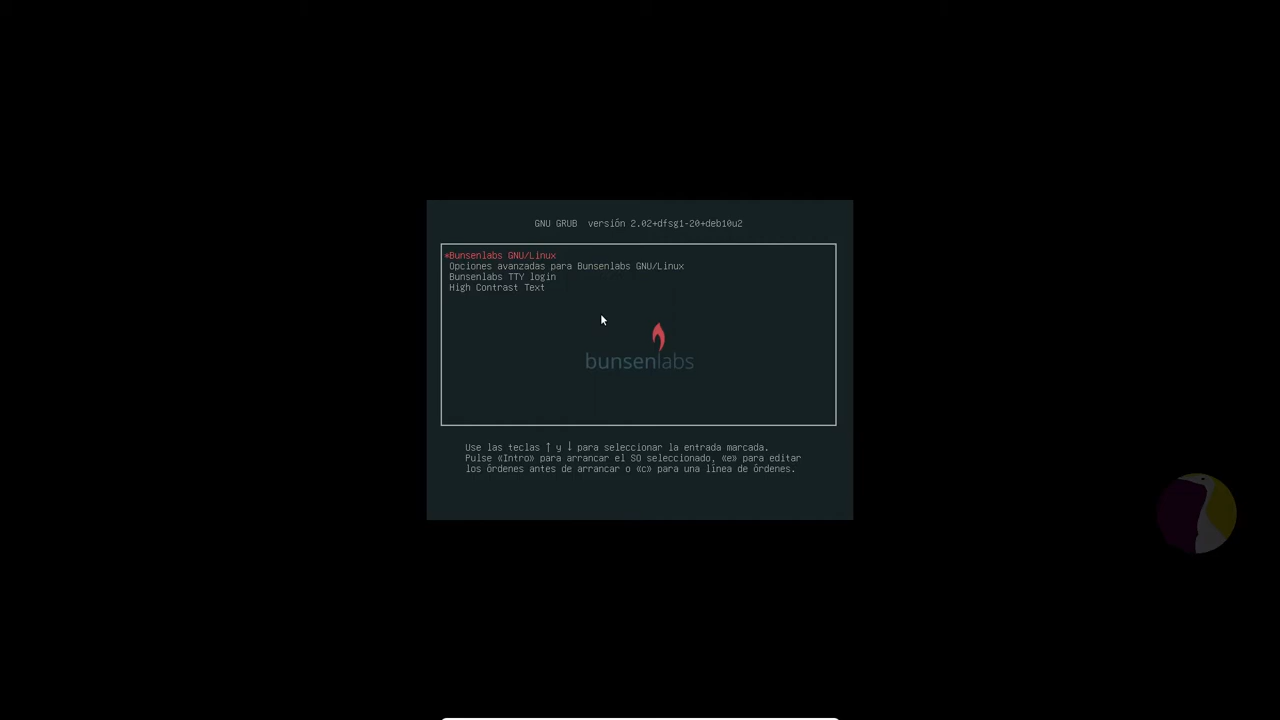 GNU GRUB  versión 2.02+dfsg1-20+deb10u2
*Bunsenlabs GNU/Linux
Opciones avanzadas para Bunsenlabs GNU/Linux
Bunsenlabs TTY login
High Contrast Text
bunsenlabs
Use las teclas ↑ y ↓ para seleccionar la entrada marcada.
Pulse «Intro» para arrancar el SO seleccionado, «e» para editar
los órdenes antes de arrancar o «c» para una línea de órdenes.